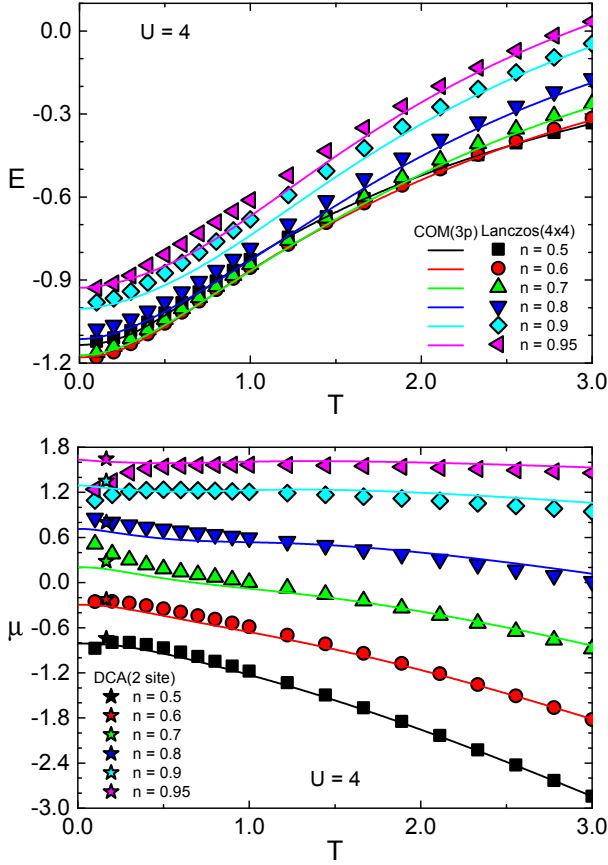 U = 4
0.0
-0.3
-0.6
-0.9
-1.2
E
COM(3p) Lanczos(4x4)
n = 0.5
n = 0.6
n = 0.7
n = 0.8
n = 0.9
n = 0.95
0.0 1.0 2.0 3.0
T
1.8
1.2
0.6
0.0
-0.6
-1.2
-1.8
-2.4
-3.0
μ
DCA(2 site)
n = 0.5
n = 0.6
n = 0.7
n = 0.8
n = 0.9
n = 0.95
U = 4
0.0 1.0 2.0 3.0
T